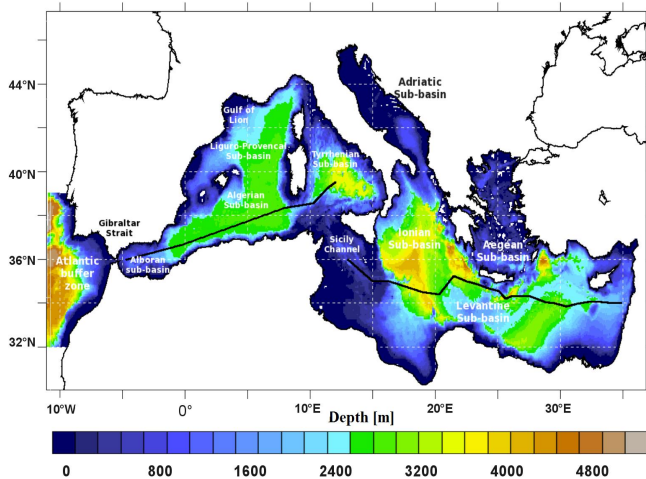 44°N
40°N
36°N
32°N
Adriatic
Sub-basin
Gulf of
Lion
Liguro-Provencal
Sub-basin
Tyrrhenian
Sub-basin
Algerian
Sub-basin
Gibraltar
Strait
Alboran
sub-basin
Atlantic
buffer
zone
Sicily
Channel
Ionian
Sub-basin
Aegean
Sub-basin
Levantine
Sub-basin
10°W 0° 10°E 20°E 30°E
Depth [m]
0 800 1600 2400 3200 4000 4800